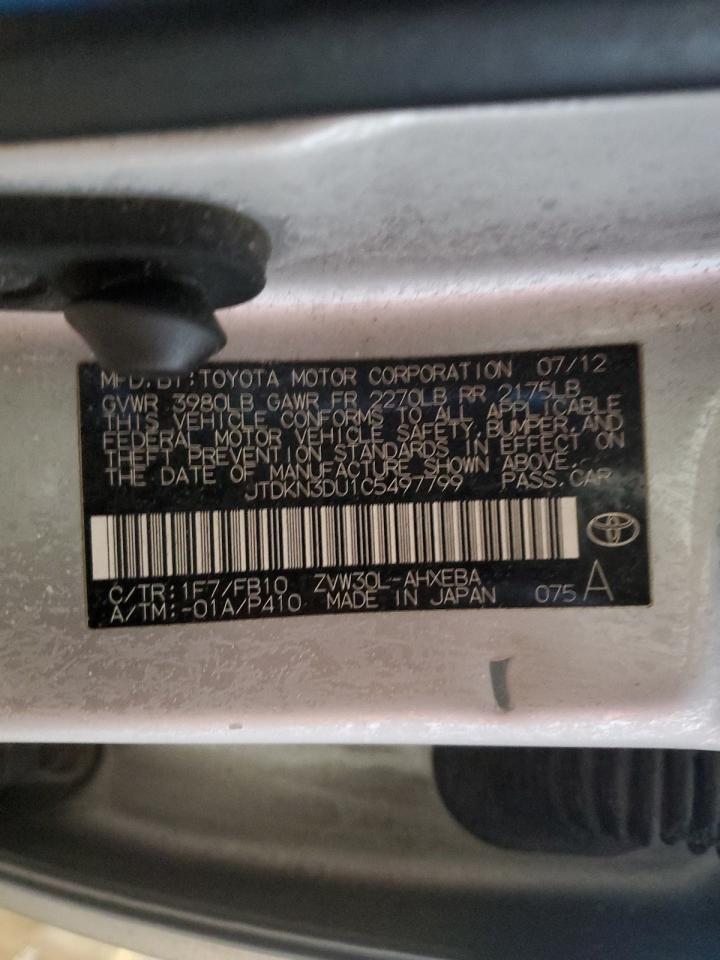 MFD.BY:TOYOTA MOTOR CORPORATION 07/12
GVWR 3980LB GAWR FR 2270LB RR 2175LB
THIS VEHICLE CONFORMS TO ALL APPLICABLE
FEDERAL MOTOR VEHICLE SAFETY,BUMPER,AND
THEFT PREVENTION STANDARDS IN EFFECT ON
THE DATE OF MANUFACTURE SHOWN ABOVE.
JTDKN3DU1C5497799 PASS.CAR
C/TR:1F7/FB10 ZVW30L-AHXEBA
A/TM:-01A/P410 MADE IN JAPAN 075 A